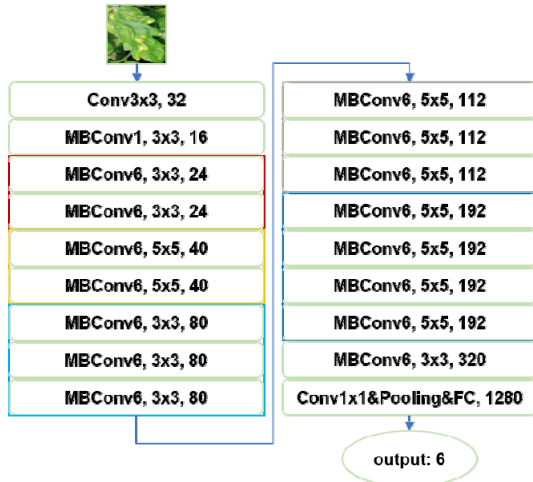 Conv3x3, 32
MBConv1, 3x3, 16
MBConv6, 3x3, 24
MBConv6, 3x3, 24
MBConv6, 5x5, 40
MBConv6, 5x5, 40
MBConv6, 3x3, 80
MBConv6, 3x3, 80
MBConv6, 3x3, 80
MBConv6, 5x5, 112
MBConv6, 5x5, 112
MBConv6, 5x5, 112
MBConv6, 5x5, 192
MBConv6, 5x5, 192
MBConv6, 5x5, 192
MBConv6, 5x5, 192
MBConv6, 3x3, 320
Conv1x1&Pooling&FC, 1280
output: 6